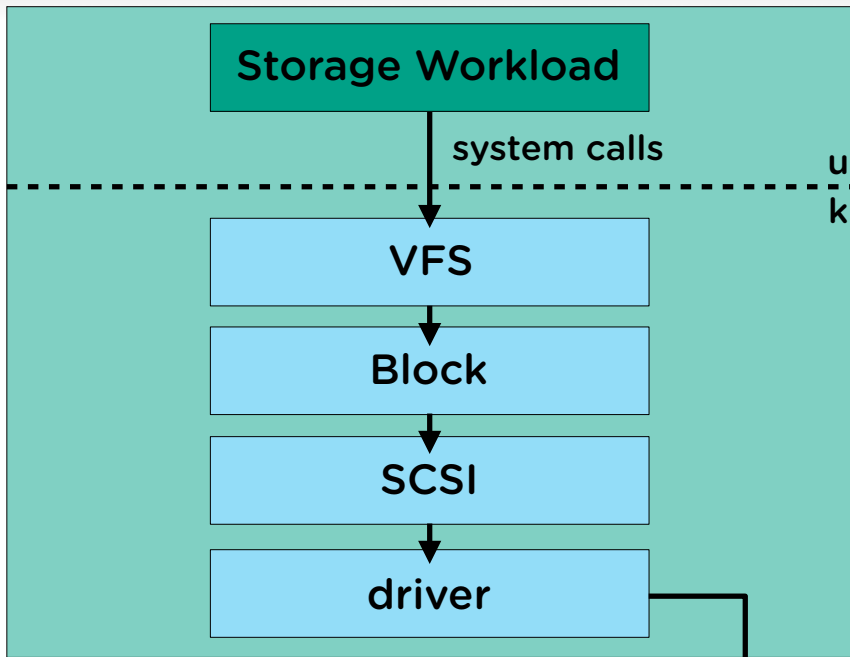 Storage Workload
system calls
u
k
VFS
Block
SCSI
driver